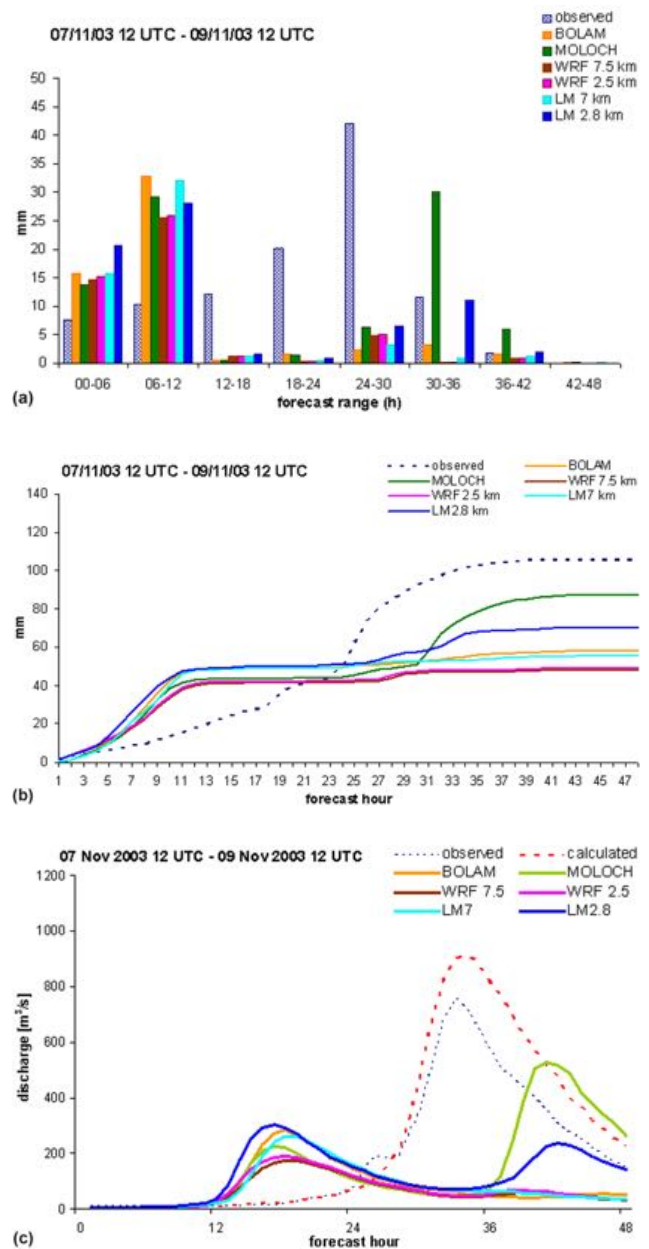 07/11/03 12 UTC - 09/11/03 12 UTC
observed
BOLAM
MOLOCH
WRF 7.5 km
WRF 2.5 km
LM 7 km
LM 2.8 km
50
45
40
35
30
25
20
15
10
5
0
mm
00-06 06-12 12-18 18-24 24-30 30-36 36-42 42-48
forecast range (h)
(a)
07/11/03 12 UTC - 09/11/03 12 UTC
observed BOLAM
MOLOCH WRF 7.5 km
WRF 2.5 km LM7 km
LM2.8 km
140
120
100
80
60
40
20
0
mm
1 3 5 7 9 11 13 15 17 19 21 23 25 27 29 31 33 35 37 39 41 43 45 47
forecast hour
(b)
07 Nov 2003 12 UTC - 09 Nov 2003 12 UTC
observed calculated
BOLAM MOLOCH
WRF 7.5 WRF 2.5
LM7 LM2.8
1200
1000
800
600
400
200
0
discharge [m³/s]
0 12 24 36 48
forecast hour
(c)